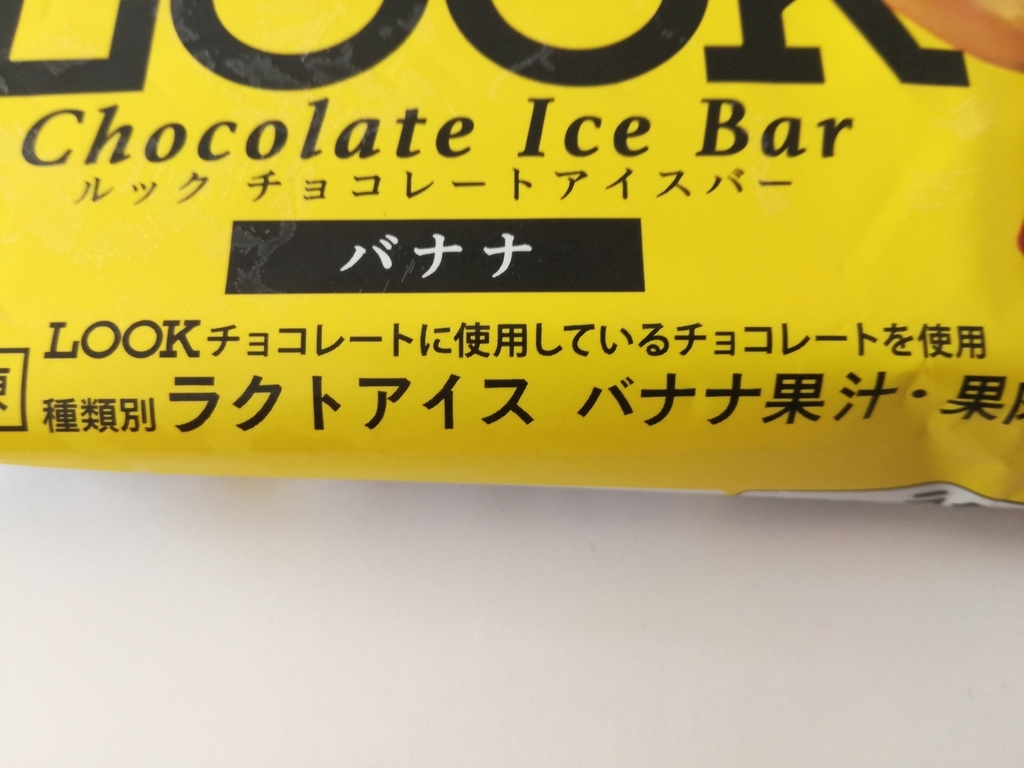 LOOK
Chocolate Ice Bar
ルック チョコレートアイスバー
バナナ
LOOKチョコレートに使用しているチョコレートを使用
種類別 ラクトアイス バナナ果汁・果